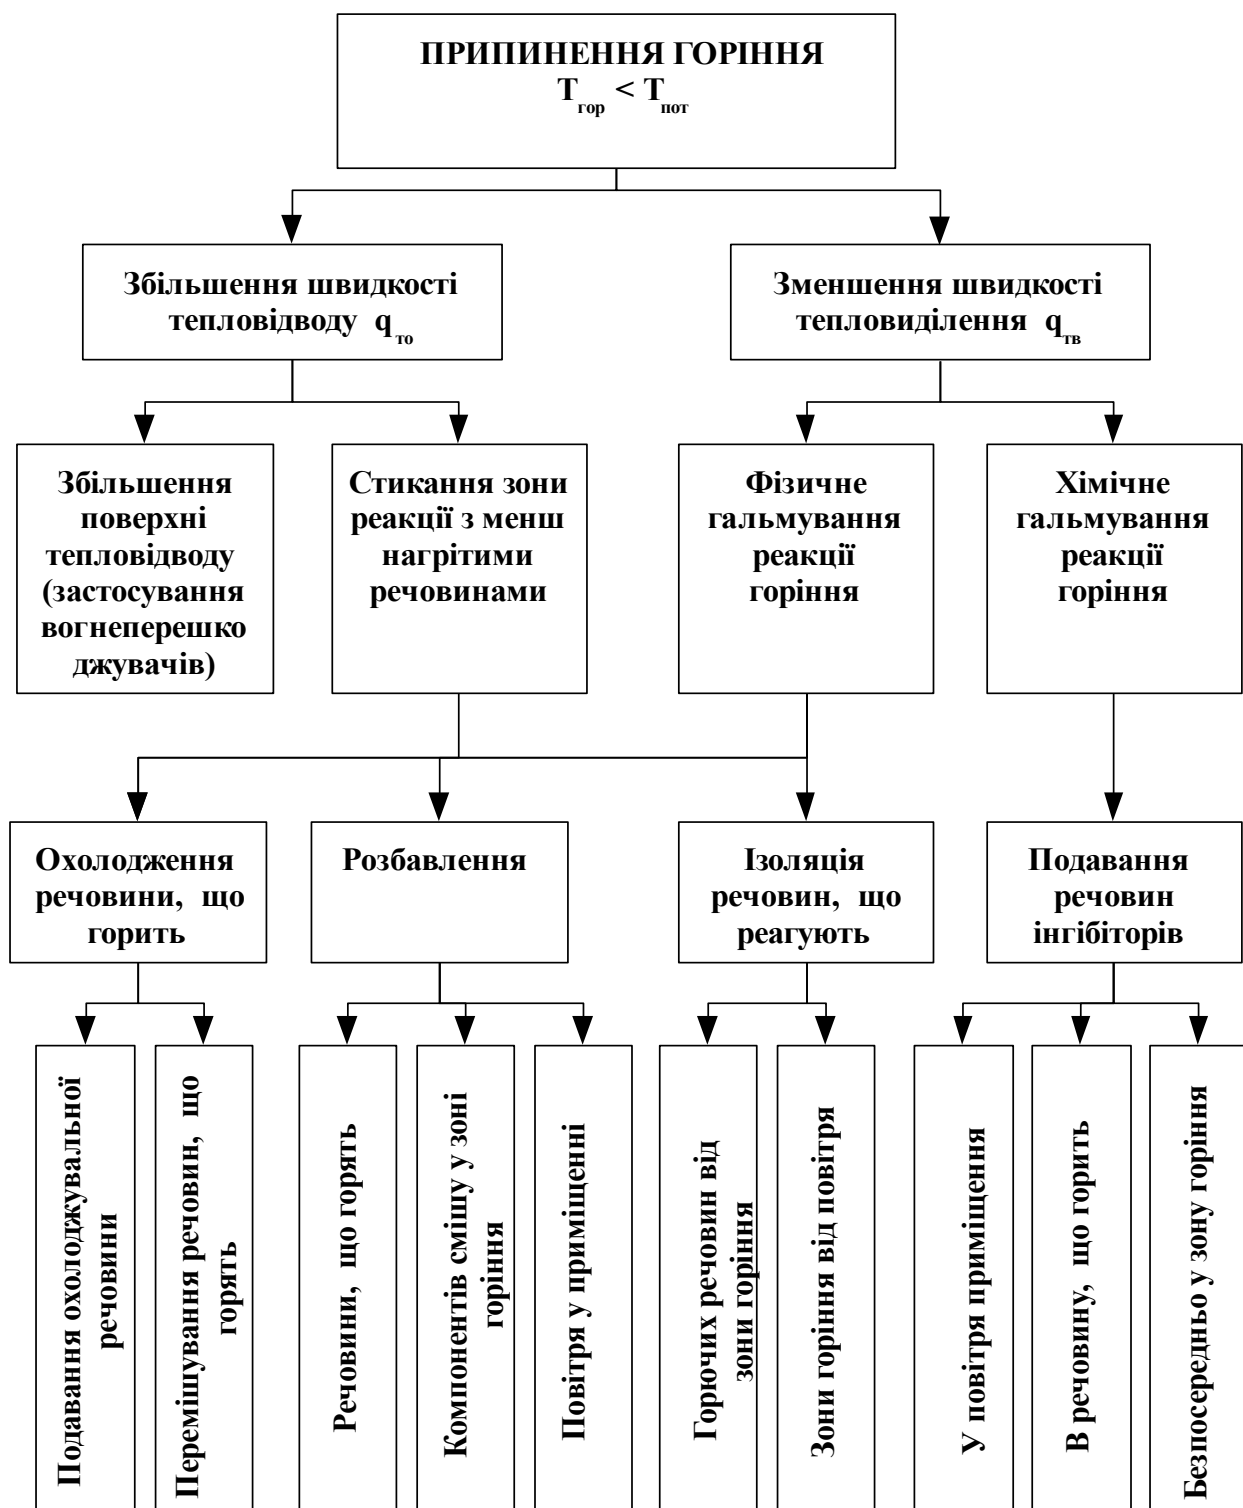 ПРИПИНЕННЯ ГОРІННЯ
Tгор < Tпот
Збільшення швидкості
тепловідводу qто
Зменшення швидкості
тепловиділення qтв
Збільшення
поверхні
тепловідводу
(застосування
вогнеперешко
джувачів)
Стикання зони
реакції з менш
нагрітими
речовинами
Фізичне
гальмування
реакції
горіння
Хімічне
гальмування
реакції
горіння
Охолодження
речовини, що
горить
Розбавлення
Ізоляція
речовин, що
реагують
Подавання
речовин
інгібіторів
Подавання охолоджувальної
речовини
Перемішування речовин, що
горять
Речовини, що горять
Компонентів смішу у зоні
горіння
Повітря у приміщенні
Горючих речовин від
зони горіння
Зони горіння від повітря
У повітря приміщення
В речовину, що горить
Безпосередньо у зону горіння